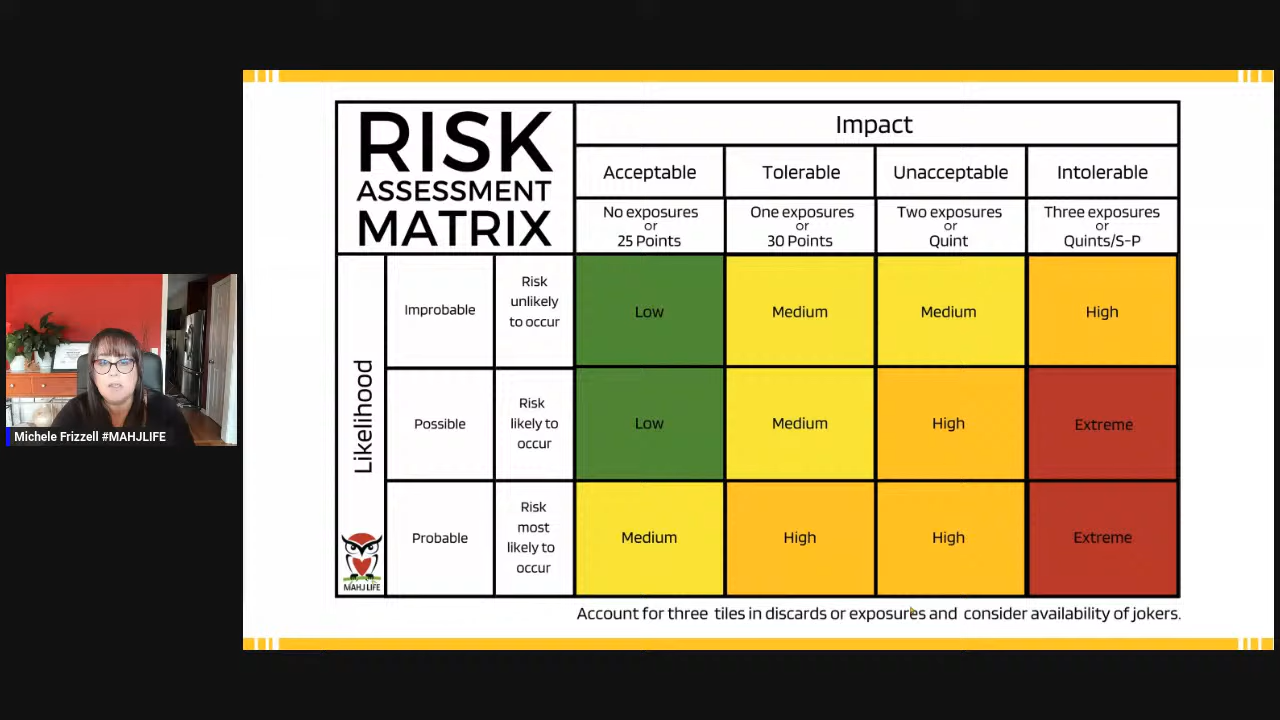 RISK
ASSESSMENT
MATRIX
Impact
Acceptable
Tolerable
Unacceptable
Intolerable
No exposures
or
25 Points
One exposures
or
30 Points
Two exposures
or
Quint
Three exposures
or
Quints/S-P
Likelihood
Improbable
Risk
unlikely
to occur
Low
Medium
Medium
High
Possible
Risk
likely to
occur
Low
Medium
High
Extreme
Probable
Risk
most
likely to
occur
Medium
High
High
Extreme
MAHJ LIFE
Account for three tiles in discards or exposures and consider availability of jokers.
Michele Frizzell #MAHJLIFE